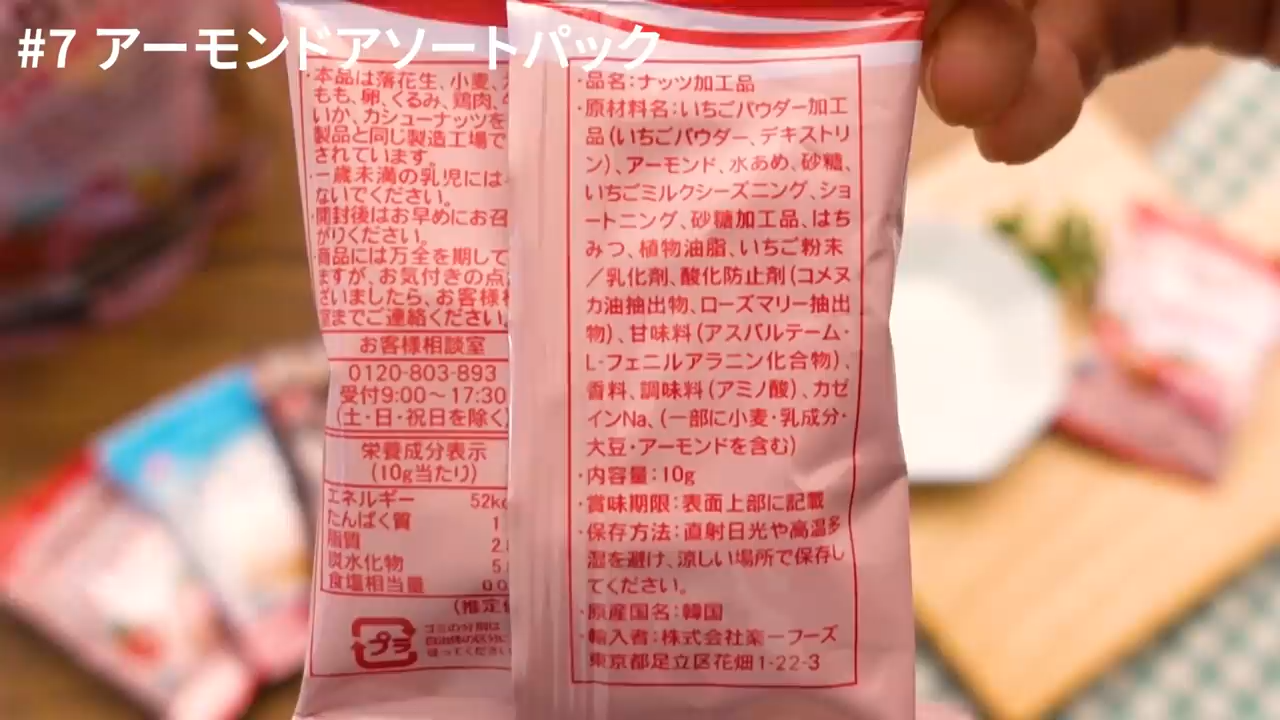 #7 アーモンドアソートパック
・本品は落花生、小麦、
もも、卵、くるみ、鶏肉、
いか、カシューナッツを
製品と同じ製造工場で
されています。
・一歳未満の乳児には
ないでください。
・開封後はお早めにお召
がりください。
商品には万全を期して
ますが、お気付きの点
ざいましたら、お客様
室までご連絡ください
お客様相談室
0120-803-893
受付9:00～17:30
(土・日・祝日を除く)
栄養成分表示
(10g当たり)
エネルギー 52kc
たんぱく質 1
脂質 2.
炭水化物 5.
食塩相当量 0.0
(推定値
プラ
ゴミの分別は
・品名:ナッツ加工品
・原材料名:いちごパウダー加工
品(いちごパウダー、デキストリ
ン)、アーモンド、水あめ、砂糖、
いちごミルクシーズニング、ショ
ートニング、砂糖加工品、はち
みつ、植物油脂、いちご粉末
/乳化剤、酸化防止剤(コメヌ
カ油抽出物、ローズマリー抽出
物)、甘味料(アスパルテーム・
L-フェニルアラニン化合物)、
香料、調味料(アミノ酸)、カゼ
インNa、(一部に小麦・乳成分・
大豆・アーモンドを含む)
・内容量:10g
・賞味期限:表面上部に記載
・保存方法:直射日光や高温多
湿を避け、涼しい場所で保存し
てください。
・原産国名:韓国
・輸入者:株式会社楽一フーズ
東京都足立区花畑1-22-3